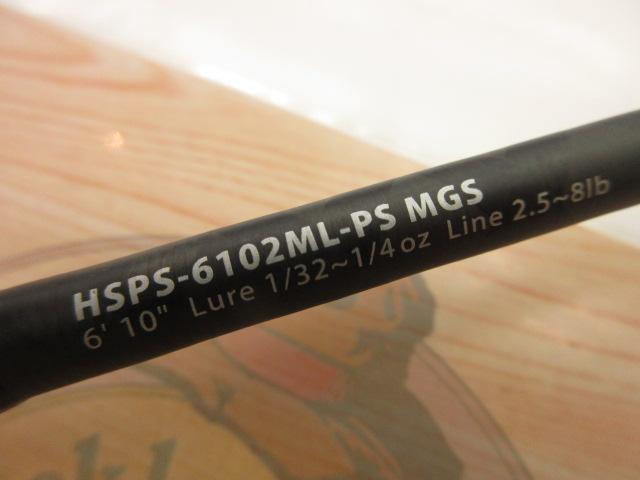 HSPS-6102ML-PS MGS
6' 10" Lure 1/32~1/4oz Line 2.5~8lb